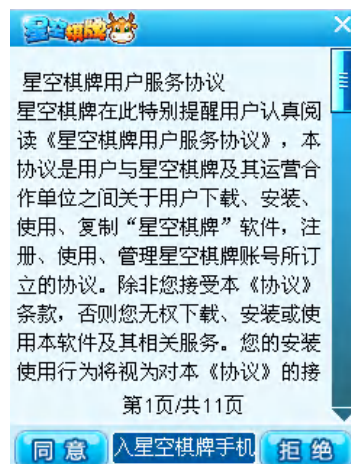 星空棋牌
星空棋牌用户服务协议
星空棋牌在此特别提醒用户认真阅
读《星空棋牌用户服务协议》，本
协议是用户与星空棋牌及其运营合
作单位之间关于用户下载、安装、
使用、复制“星空棋牌”软件，注
册、使用、管理星空棋牌账号所订
立的协议。除非您接受本《协议》
条款，否则您无权下载、安装或使
用本软件及其相关服务。您的安装
使用行为将视为对本《协议》的接
第1页/共11页
同意 入星空棋牌手机 拒绝